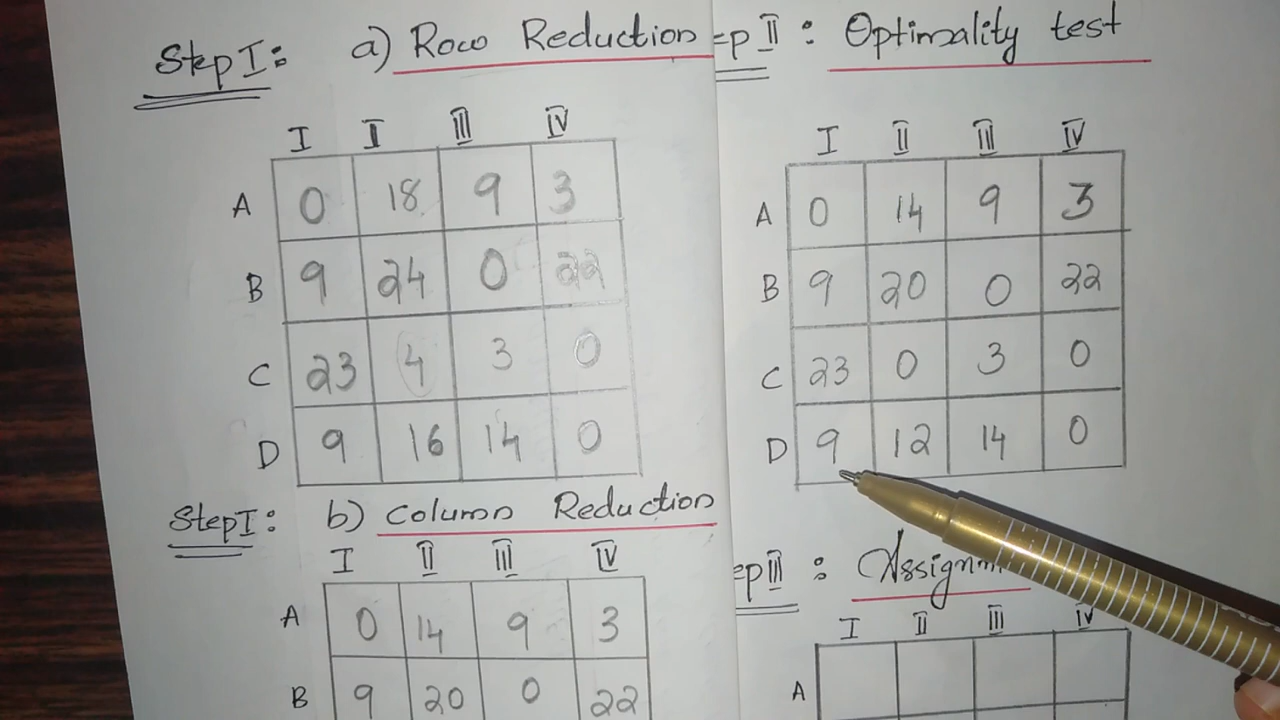 Step I: a) Row Reduction
I II III IV
A 0 18 9 3
B 9 24 0 22
C 23 4 3 0
D 9 16 14 0
Step I: b) Column Reduction
I II III IV
A 0 14 9 3
B 9 20 0 22
ep II : Optimality test
I II III IV
A 0 14 9 3
B 9 20 0 22
C 23 0 3 0
D 9 12 14 0
ep III :
I II III IV
A